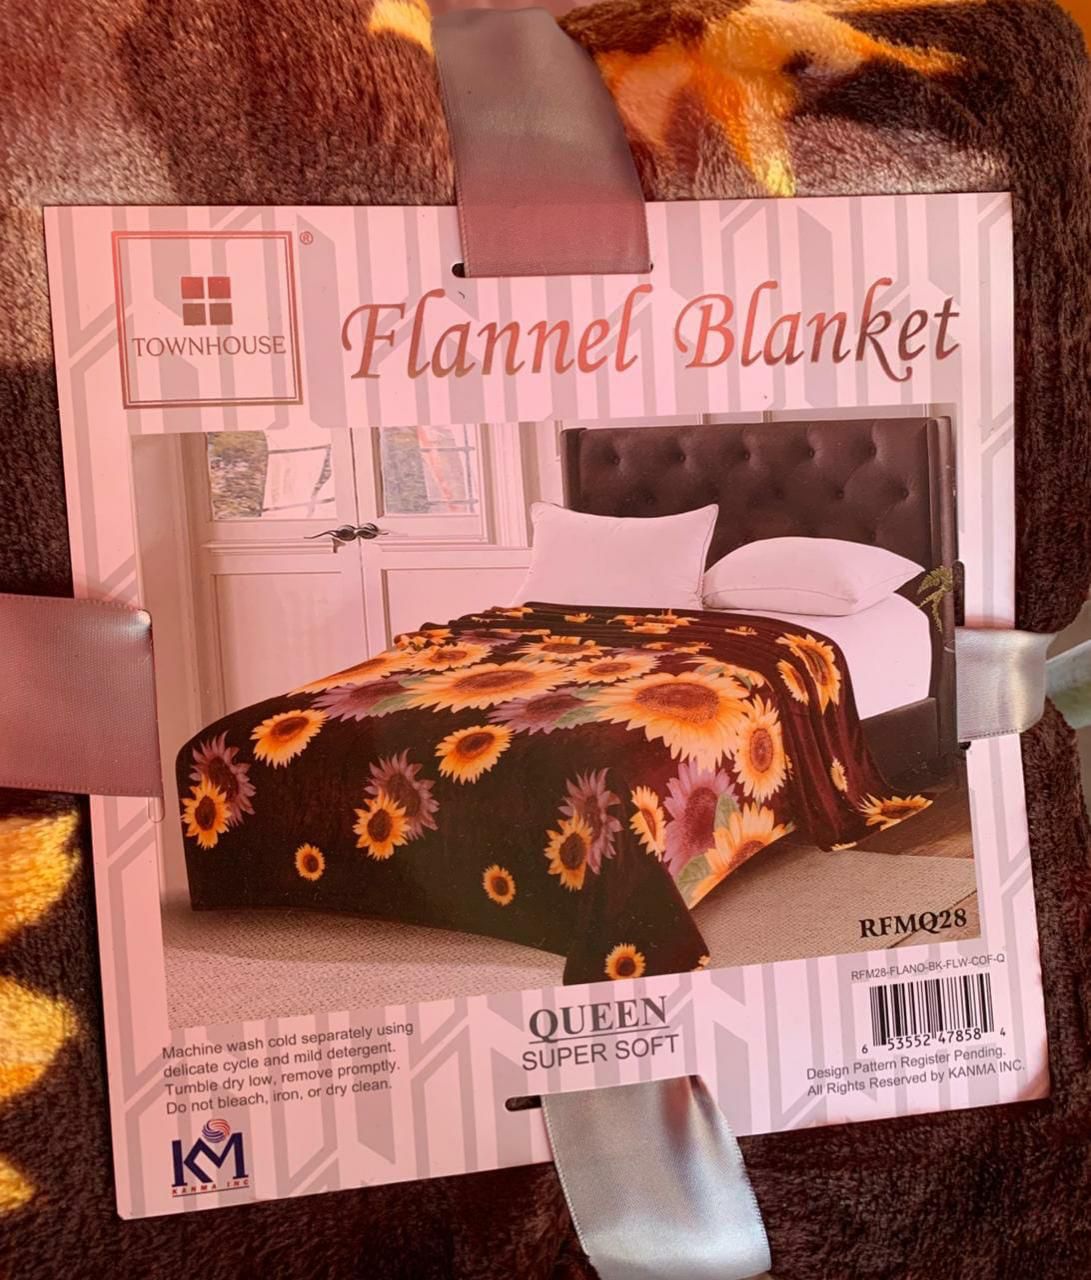 ®
TOWNHOUSE
Flannel Blanket
RFMQ28
RFM28-FLANO-BK-FLW-COF-Q
QUEEN
SUPER SOFT
6 53552 47858 4
Machine wash cold separately using
delicate cycle and mild detergent.
Tumble dry low, remove promptly.
Do not bleach, iron, or dry clean.
Design Pattern Register Pending.
All Rights Reserved by KANMA INC.
KM
KANMA INC